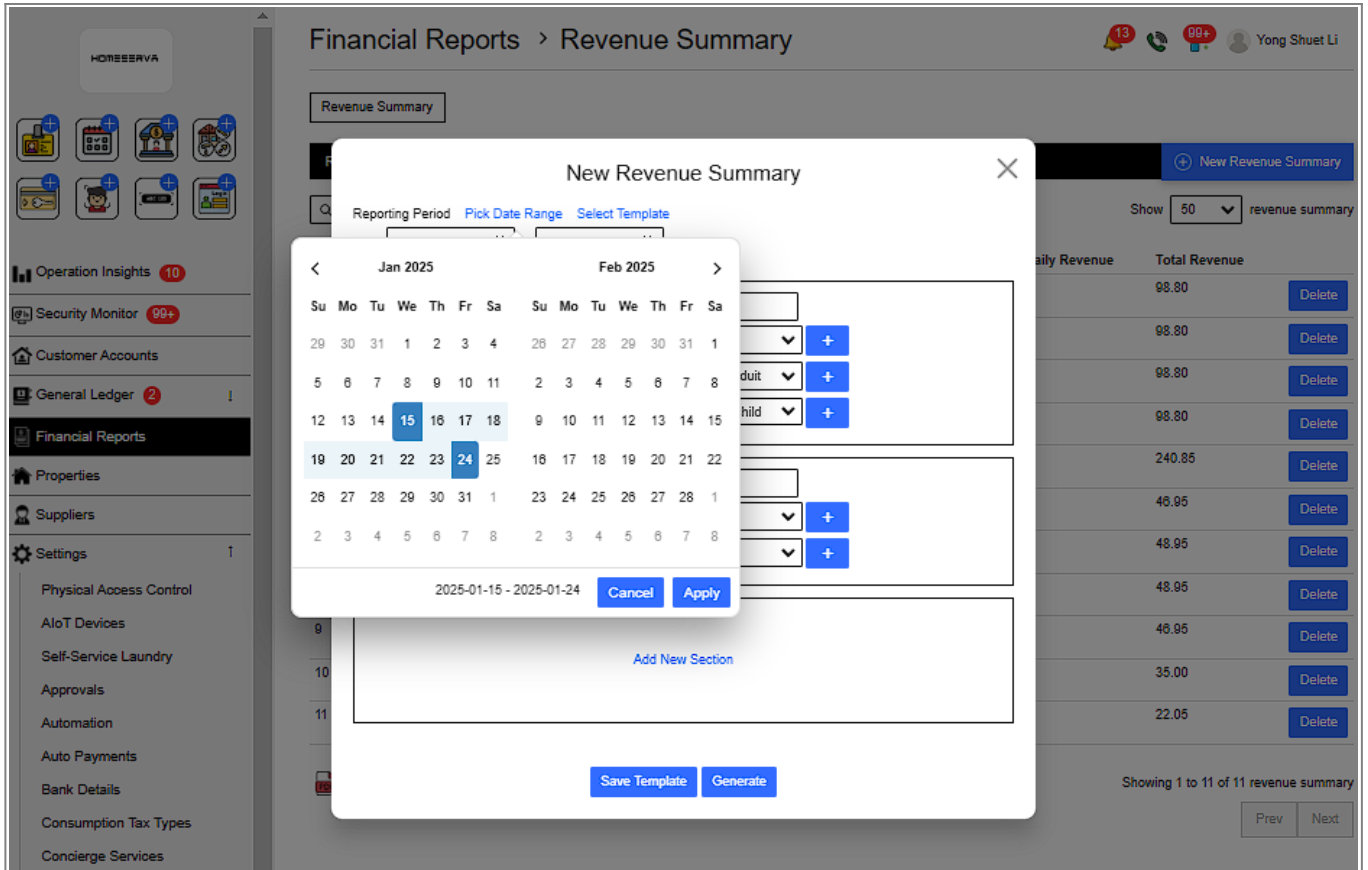 HOMESERVA
Financial Reports > Revenue Summary
13
99+
Yong Shuet Li
Revenue Summary
New Revenue Summary
Show 50 revenue summary
Daily Revenue Total Revenue
98.80 Delete
98.80 Delete
98.80 Delete
98.80 Delete
240.85 Delete
46.95 Delete
48.95 Delete
48.95 Delete
9 46.95 Delete
10 35.00 Delete
11 22.05 Delete
Showing 1 to 11 of 11 revenue summary
Prev Next
Operation Insights 10
Security Monitor 99+
Customer Accounts
General Ledger 2
Financial Reports
Properties
Suppliers
Settings
Physical Access Control
AIoT Devices
Self-Service Laundry
Approvals
Automation
Auto Payments
Bank Details
Consumption Tax Types
Concierge Services
New Revenue Summary
Reporting Period Pick Date Range Select Template
Jan 2025
Su Mo Tu We Th Fr Sa
29 30 31 1 2 3 4
5 6 7 8 9 10 11
12 13 14 15 16 17 18
19 20 21 22 23 24 25
26 27 28 29 30 31 1
2 3 4 5 6 7 8
Feb 2025
Su Mo Tu We Th Fr Sa
26 27 28 29 30 31 1
2 3 4 5 6 7 8
9 10 11 12 13 14 15
16 17 18 19 20 21 22
23 24 25 26 27 28 1
2 3 4 5 6 7 8
2025-01-15 - 2025-01-24
Cancel Apply
+
+
+
+
+
Add New Section
Save Template Generate